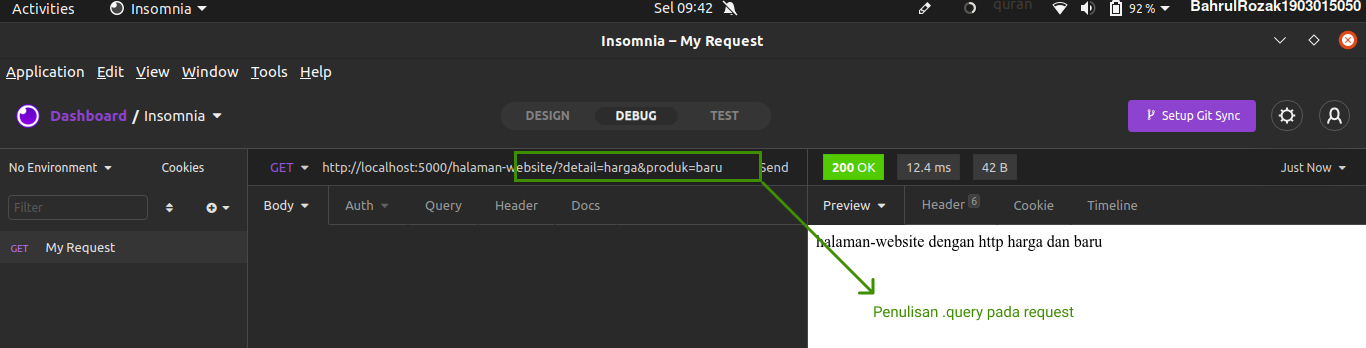 Activities Insomnia Sel 09:42 quran 92 % BahrulRozak1903015050
Insomnia – My Request
Application Edit View Window Tools Help
Dashboard / Insomnia DESIGN DEBUG TEST Setup Git Sync
No Environment Cookies GET http://localhost:5000/halaman-website/?detail=harga&produk=baru Send 200 OK 12.4 ms 42 B Just Now
Filter Body Auth Query Header Docs Preview Header 6 Cookie Timeline
GET My Request halaman-website dengan http harga dan baru
Penulisan .query pada request